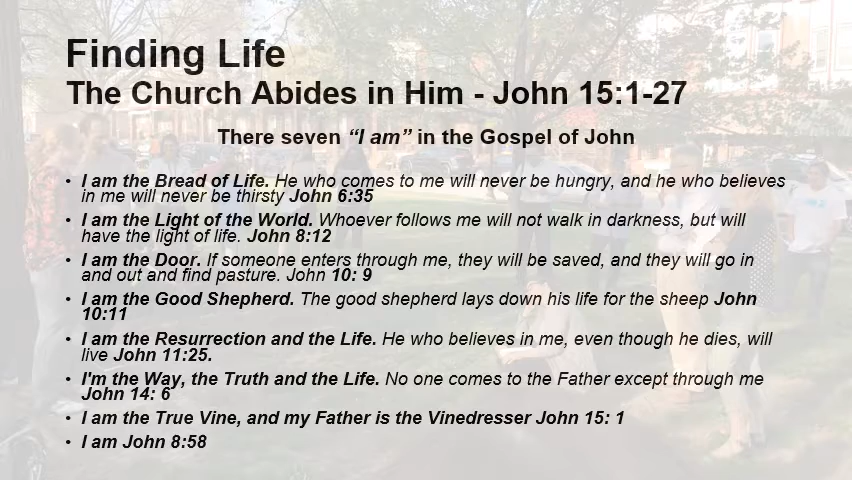 Finding Life
The Church Abides in Him - John 15:1-27
There seven “I am” in the Gospel of John
• I am the Bread of Life. He who comes to me will never be hungry, and he who believes
in me will never be thirsty John 6:35
• I am the Light of the World. Whoever follows me will not walk in darkness, but will
have the light of life. John 8:12
• I am the Door. If someone enters through me, they will be saved, and they will go in
and out and find pasture. John 10: 9
• I am the Good Shepherd. The good shepherd lays down his life for the sheep John
10:11
• I am the Resurrection and the Life. He who believes in me, even though he dies, will
live John 11:25.
• I'm the Way, the Truth and the Life. No one comes to the Father except through me
John 14: 6
• I am the True Vine, and my Father is the Vinedresser John 15: 1
• I am John 8:58